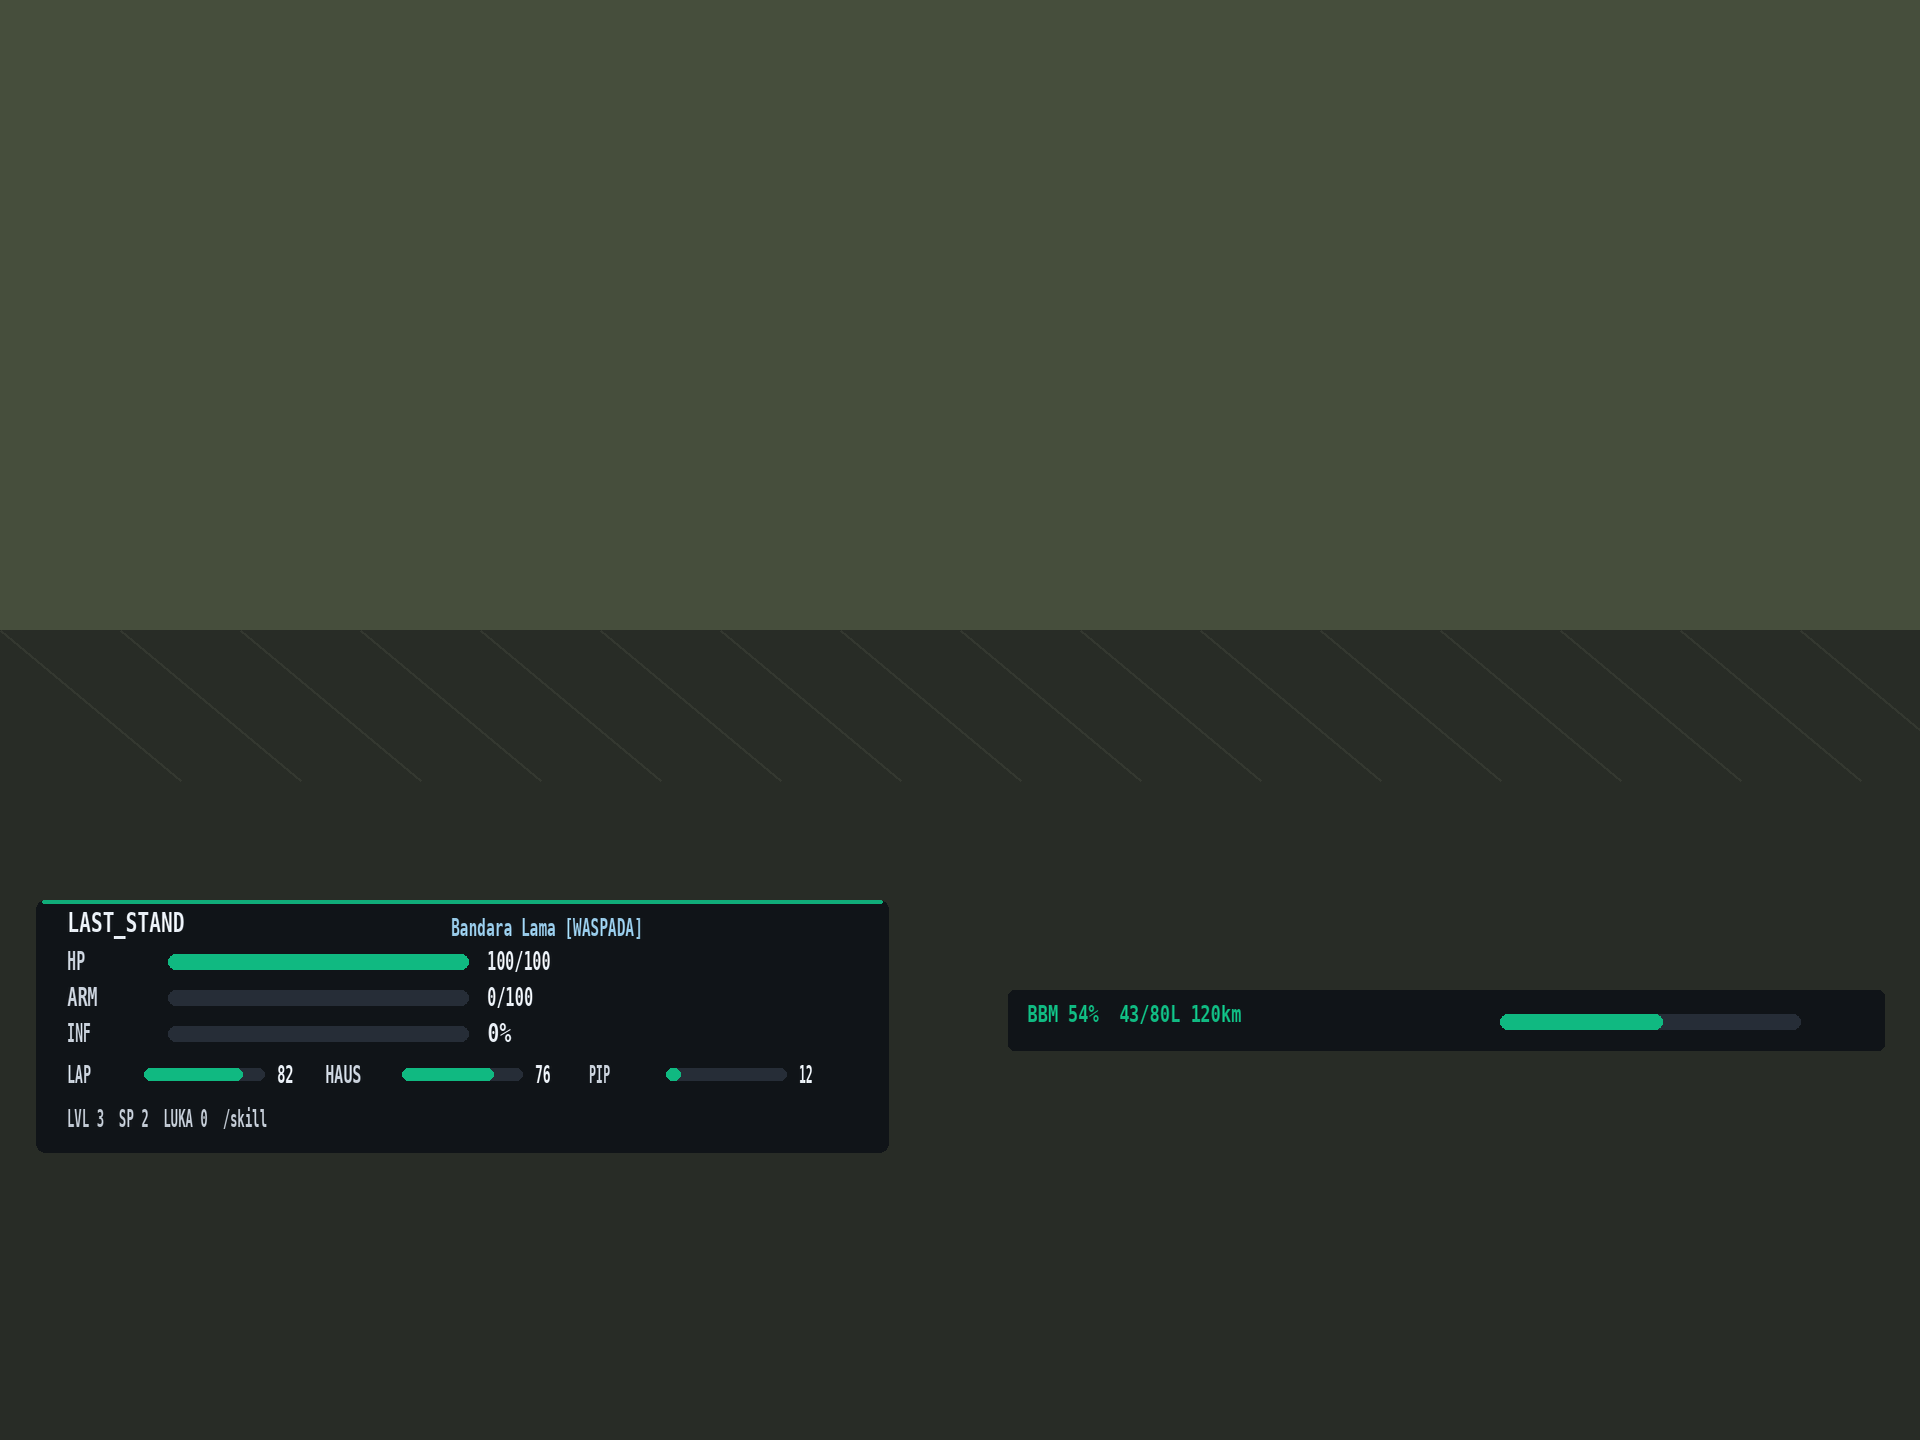 LAST_STAND Bandara Lama [WASPADA]
HP 100/100
ARM 0/100
INF 0%
LAP 82 HAUS 76 PIP 12
LVL 3 SP 2 LUKA 0 /skill
BBM 54% 43/80L 120km